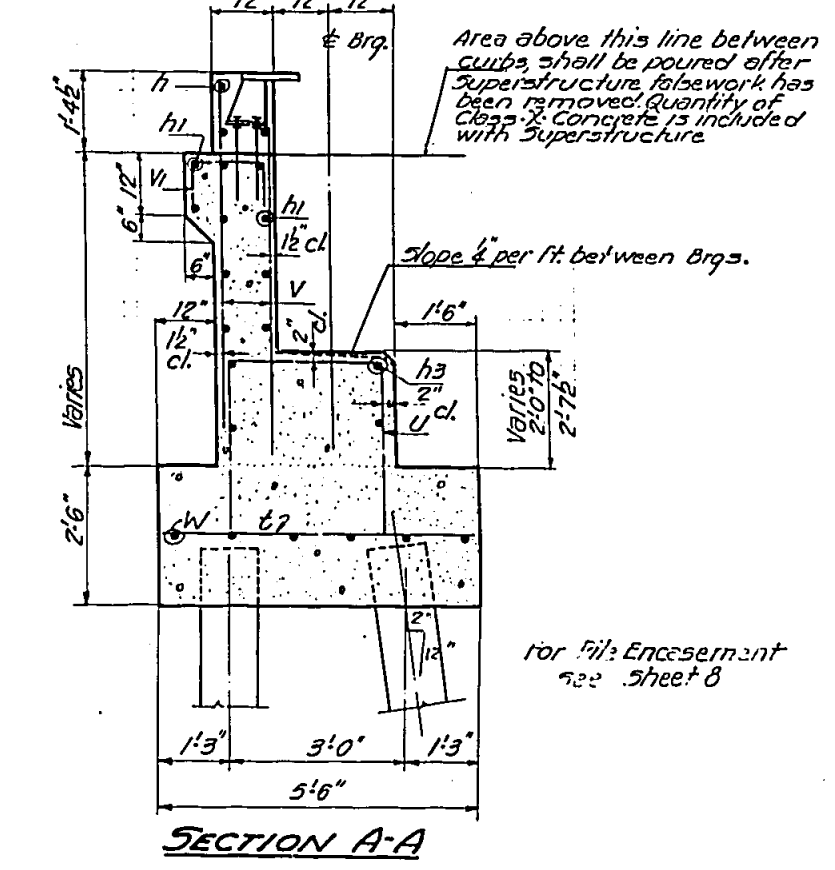 12" 12" 12"
℄ Brg.
Area above this line between
curbs, shall be poured after
Superstructure falsework has
been removed. Quantity of
Class·X· Concrete is included
with Superstructure
h
1'-4½"
h1
V1
12"
6"
h1
1½" cl.
6"
Slope ¼" per ft. between Brgs.
V
12"
2" cl.
1'-6"
1½"
cl.
h3
2"
cl.
U
Varies
Varies
2'-0" to
2'-7½"
2'-6"
W
t7
2"
12"
For Pile Encasement
see Sheet 8
1'-3" 3'-0" 1'-3"
5'-6"
SECTION A-A